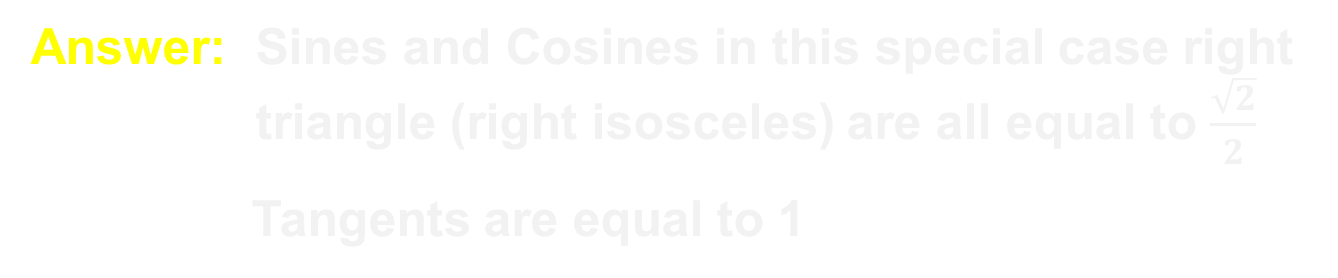 Answer: Sines and Cosines in this special case right
triangle (right isosceles) are all equal to √2/2
Tangents are equal to 1